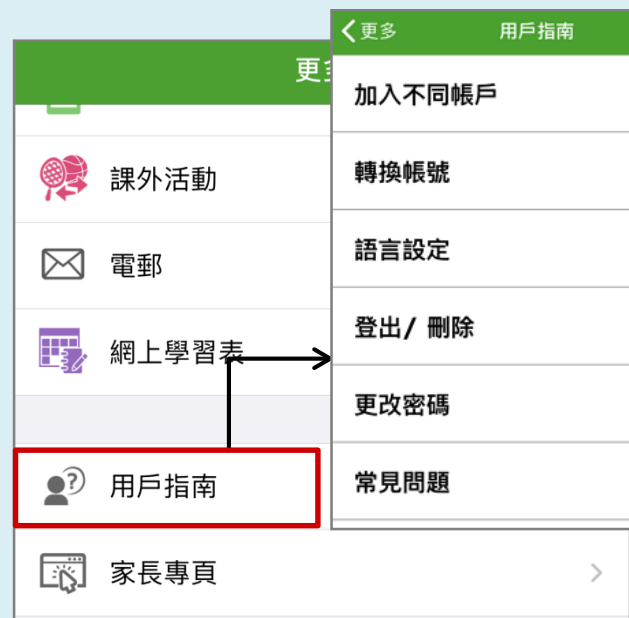 更
課外活動
電郵
網上學習表
用戶指南
家長專頁
更多
用戶指南
加入不同帳戶
轉換帳號
語言設定
登出/ 刪除
更改密碼
常見問題